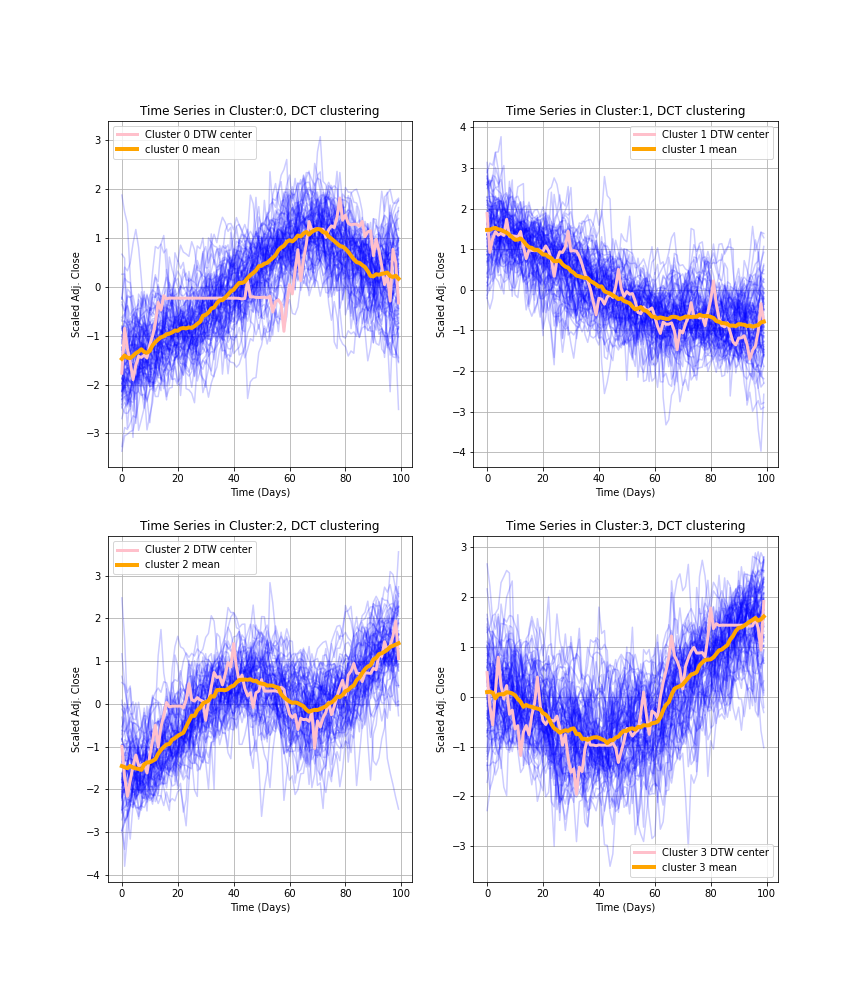 Time Series in Cluster:0, DCT clustering
Cluster 0 DTW center
cluster 0 mean
3
2
1
0
−1
−2
−3
Scaled Adj. Close
0 20 40 60 80 100
Time (Days)
Time Series in Cluster:1, DCT clustering
Cluster 1 DTW center
cluster 1 mean
4
3
2
1
0
−1
−2
−3
−4
Scaled Adj. Close
0 20 40 60 80 100
Time (Days)
Time Series in Cluster:2, DCT clustering
Cluster 2 DTW center
cluster 2 mean
3
2
1
0
−1
−2
−3
−4
Scaled Adj. Close
0 20 40 60 80 100
Time (Days)
Time Series in Cluster:3, DCT clustering
3
2
1
0
−1
−2
−3
Scaled Adj. Close
Cluster 3 DTW center
cluster 3 mean
0 20 40 60 80 100
Time (Days)